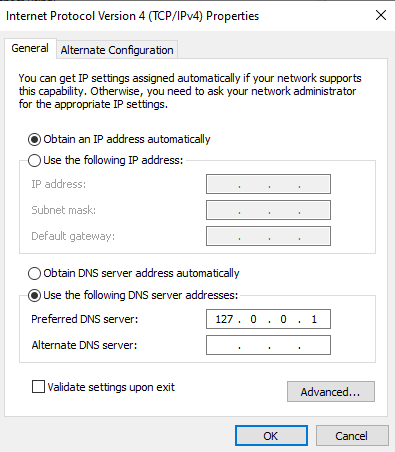 Internet Protocol Version 4 (TCP/IPv4) Properties
General
Alternate Configuration
You can get IP settings assigned automatically if your network supports
this capability. Otherwise, you need to ask your network administrator
for the appropriate IP settings.
Obtain an IP address automatically
Use the following IP address:
IP address:
. . .
Subnet mask:
. . .
Default gateway:
. . .
Obtain DNS server address automatically
Use the following DNS server addresses:
Preferred DNS server:
127 . 0 . 0 . 1
Alternate DNS server:
. . .
Validate settings upon exit
Advanced...
OK
Cancel